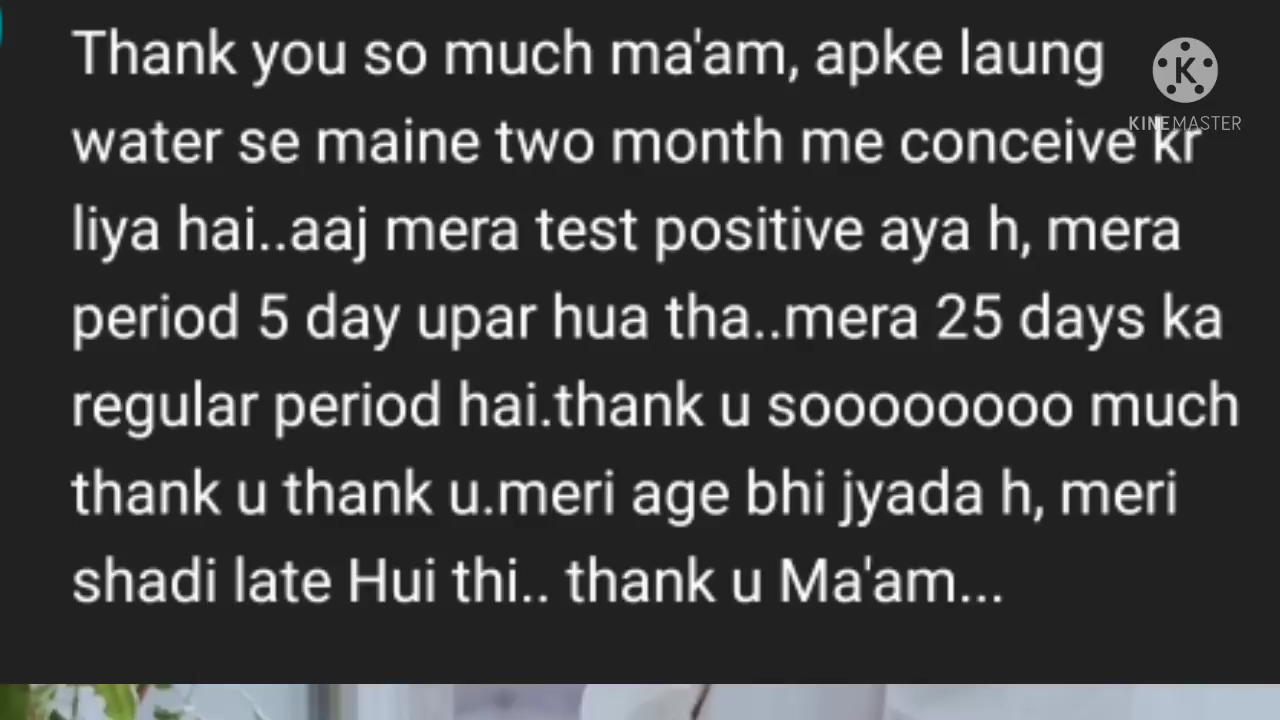 Thank you so much ma'am, apke laung
water se maine two month me conceive kr
liya hai..aaj mera test positive aya h, mera
period 5 day upar hua tha..mera 25 days ka
regular period hai.thank u soooooooo much
thank u thank u.meri age bhi jyada h, meri
shadi late Hui thi.. thank u Ma'am...
K
KINEMASTER